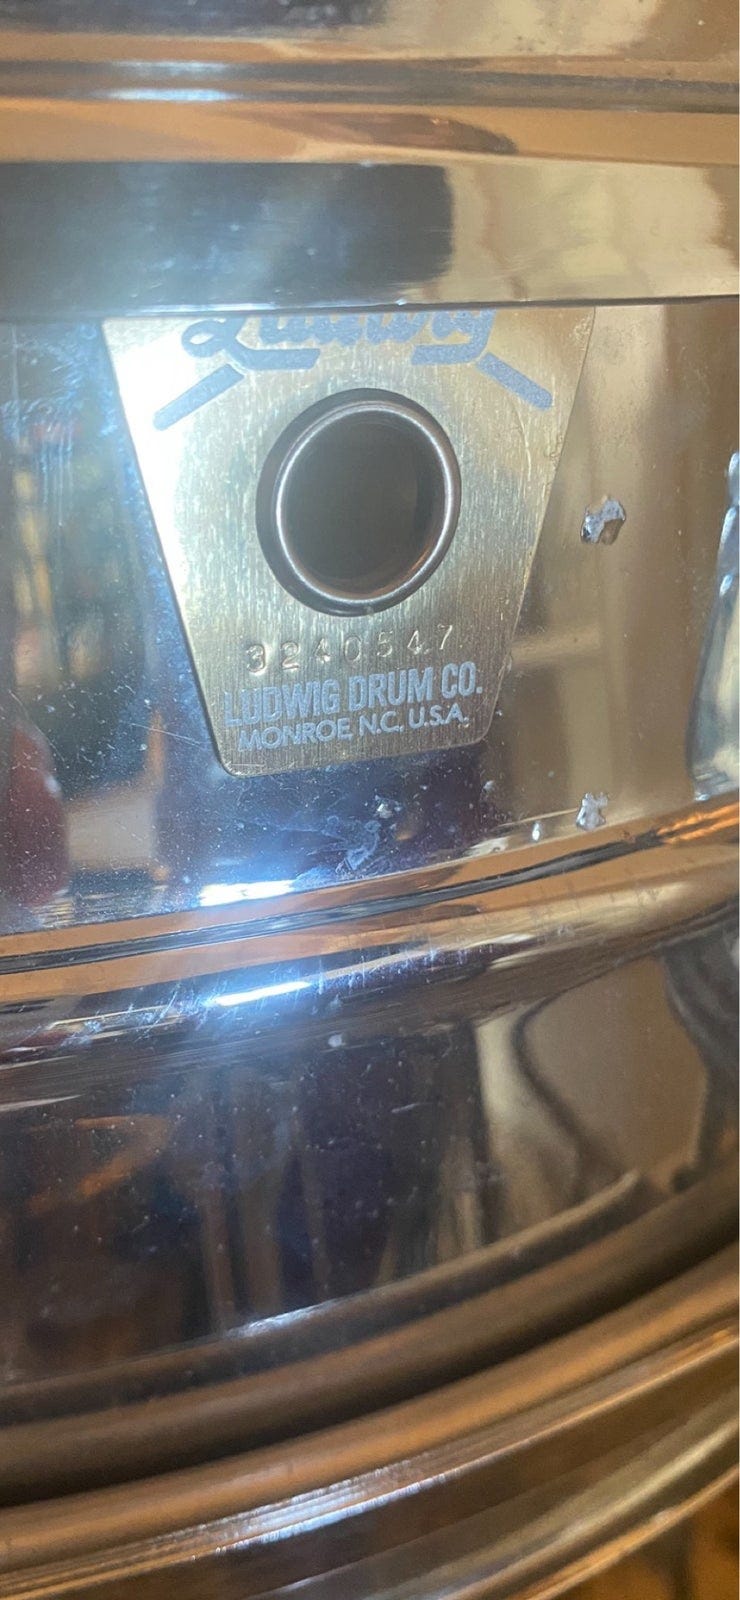 Ludwig
3240547
LUDWIG DRUM CO.
MONROE, N.C. U.S.A.